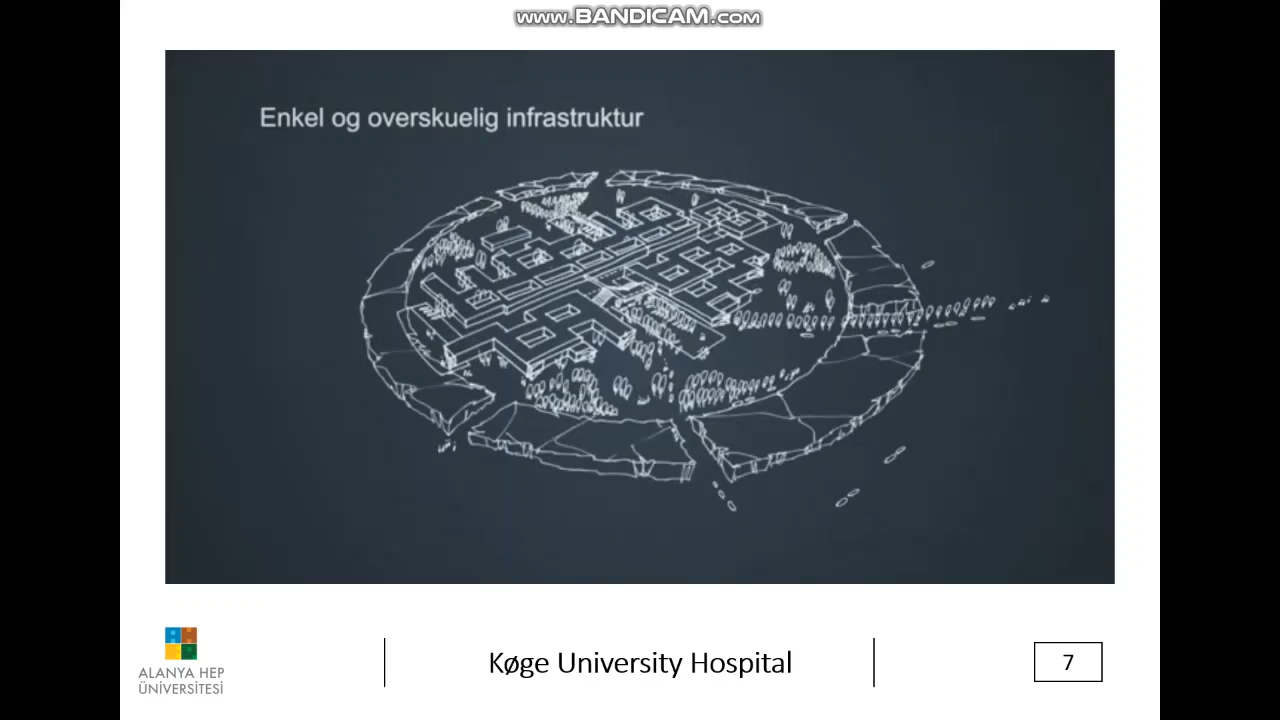 www.BANDICAM.com
Enkel og overskuelig infrastruktur
ALANYA HEP
ÜNİVERSİTESİ
Køge University Hospital
7